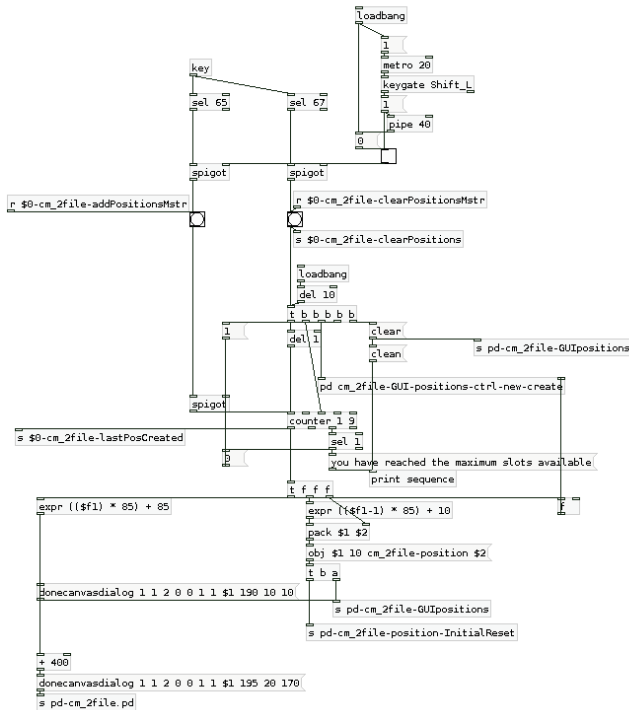 loadbang
1
metro 20
key
keygate Shift_L
sel 65
sel 67
1
pipe 40
0
spigot
spigot
r $0-cm_2file-addPositionsMstr
r $0-cm_2file-clearPositionsMstr
s $0-cm_2file-clearPositions
loadbang
del 10
t b b b b b
1
del 1
clear
s pd-cm_2file-GUIpositions
clean
pd cm_2file-GUI-positions-ctrl-new-create
spigot
counter 1 9
s $0-cm_2file-lastPosCreated
sel 1
0
you have reached the maximum slots available
print sequence
t f f f
expr (($f1) * 85) + 85
expr (($f1-1) * 85) + 10
f
pack $1 $2
obj $1 10 cm_2file-position $2
t b a
donecanvasdialog 1 1 2 0 0 1 1 $1 190 10 10
s pd-cm_2file-GUIpositions
s pd-cm_2file-position-InitialReset
+ 400
donecanvasdialog 1 1 2 0 0 1 1 $1 195 20 170
s pd-cm_2file.pd